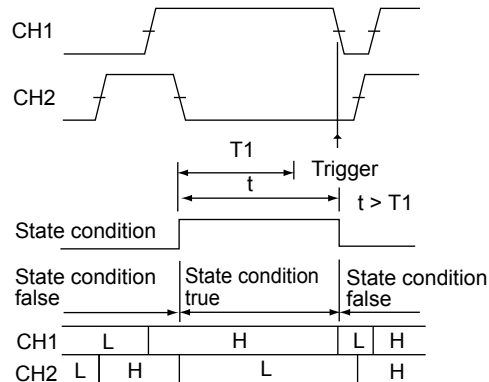 CH1
CH2
T1
Trigger
t
t > T1
State condition
State condition false
State condition true
State condition false
CH1 L H L H
CH2 L H L H